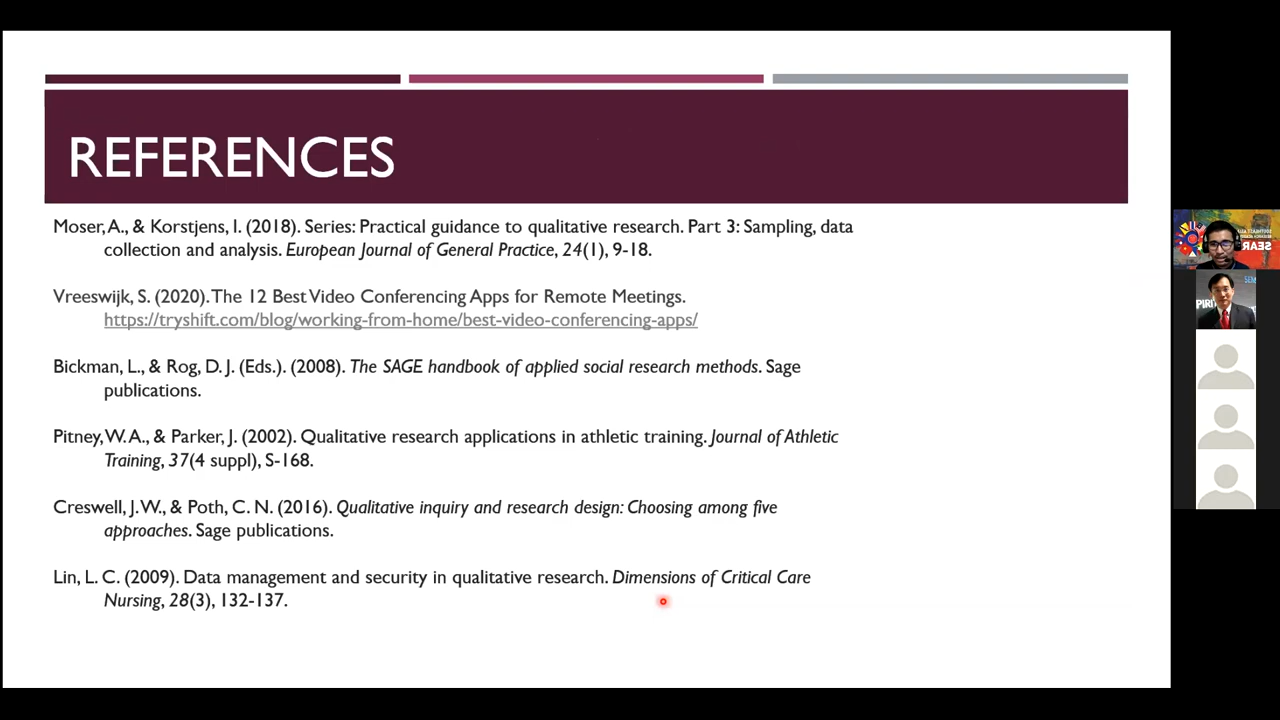 REFERENCES
Moser, A., & Korstjens, I. (2018). Series: Practical guidance to qualitative research. Part 3: Sampling, data
collection and analysis. European Journal of General Practice, 24(1), 9-18.
Vreeswijk, S. (2020). The 12 Best Video Conferencing Apps for Remote Meetings.
https://tryshift.com/blog/working-from-home/best-video-conferencing-apps/
Bickman, L., & Rog, D. J. (Eds.). (2008). The SAGE handbook of applied social research methods. Sage
publications.
Pitney, W. A., & Parker, J. (2002). Qualitative research applications in athletic training. Journal of Athletic
Training, 37(4 suppl), S-168.
Creswell, J. W., & Poth, C. N. (2016). Qualitative inquiry and research design: Choosing among five
approaches. Sage publications.
Lin, L. C. (2009). Data management and security in qualitative research. Dimensions of Critical Care
Nursing, 28(3), 132-137.
SEAR